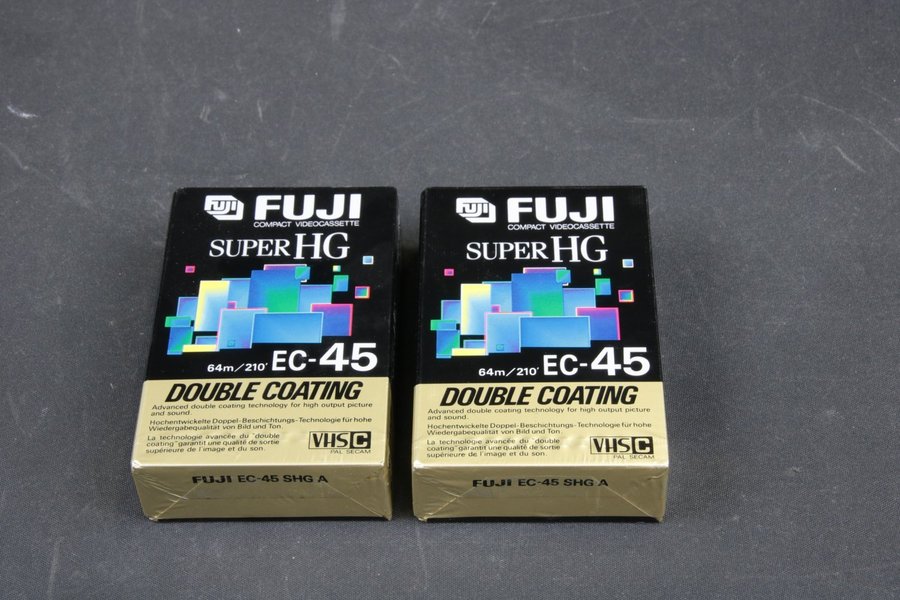 FUJI
FUJI
COMPACT VIDEOCASSETTE
SUPER HG
64m/210' EC-45
DOUBLE COATING
Advanced double coating technology for high output picture
and sound.
Hochentwickelte Doppel-Beschichtungs-Technologie für hohe
Wiedergabequalität von Bild und Ton.
La technologie avancée du "double
coating" garantit une qualité de sortie
supérieure de l'image et du son.
VHS C
PAL SECAM
FUJI EC-45 SHG A
FUJI
FUJI
COMPACT VIDEOCASSETTE
SUPER HG
64m/210' EC-45
DOUBLE COATING
Advanced double coating technology for high output picture
and sound.
Hochentwickelte Doppel-Beschichtungs-Technologie für hohe
Wiedergabequalität von Bild und Ton.
La technologie avancée du "double
coating" garantit une qualité de sortie
supérieure de l'image et du son.
VHS C
PAL SECAM
FUJI EC-45 SHG A